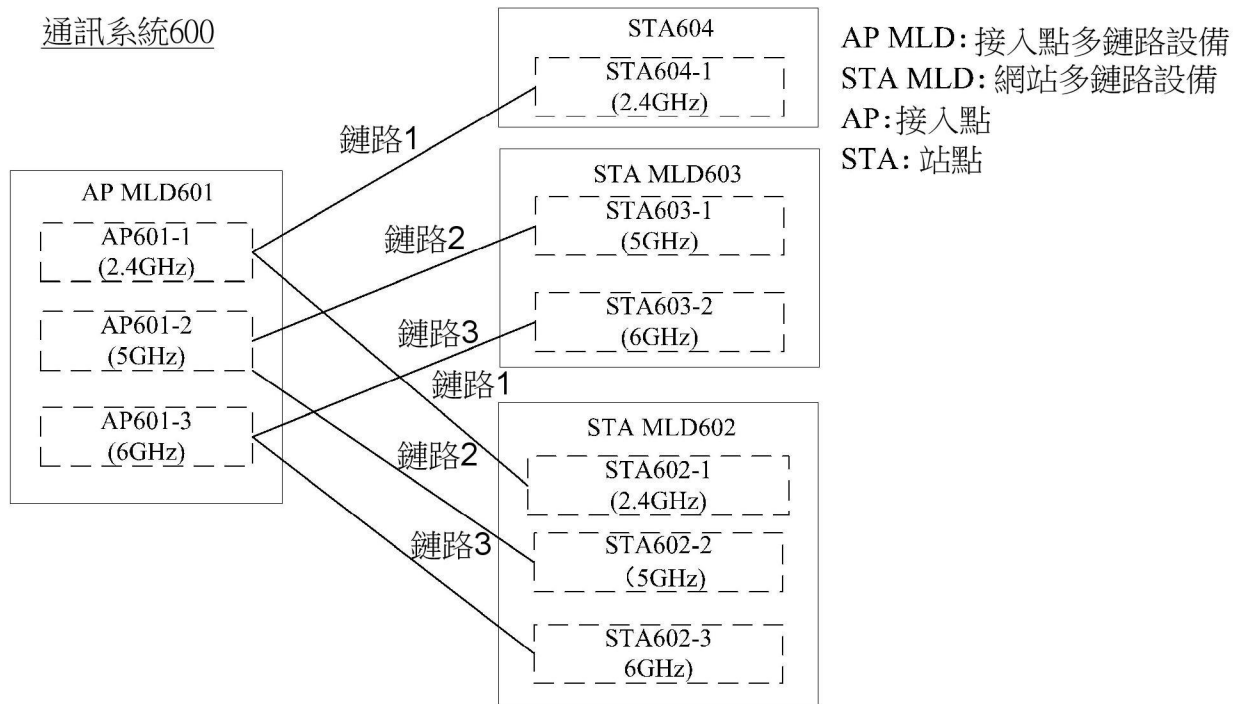 通訊系統600
AP MLD601
AP601-1
(2.4GHz)
AP601-2
(5GHz)
AP601-3
(6GHz)
鏈路1
鏈路2
鏈路3
鏈路1
鏈路2
鏈路3
STA604
STA604-1
(2.4GHz)
STA MLD603
STA603-1
(5GHz)
STA603-2
(6GHz)
STA MLD602
STA602-1
(2.4GHz)
STA602-2
（5GHz)
STA602-3
6GHz)
AP MLD: 接入點多鏈路設備
STA MLD: 網站多鏈路設備
AP:接入點
STA: 站點